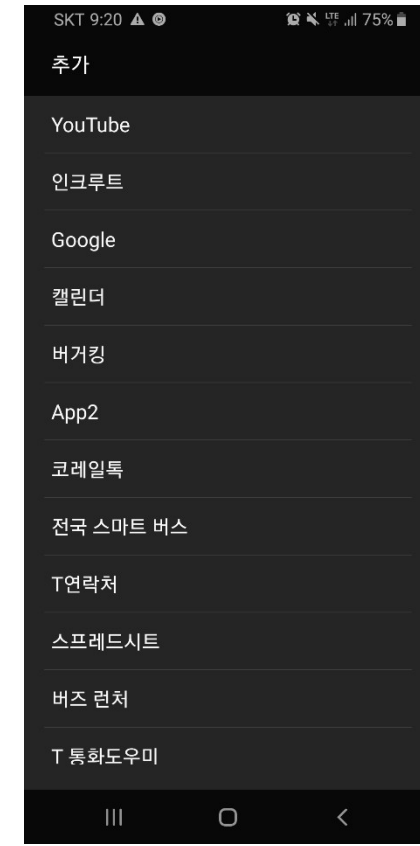 SKT 9:20
LTE 75%
추가
YouTube
인크루트
Google
캘린더
버거킹
App2
코레일톡
전국 스마트 버스
T연락처
스프레드시트
버즈 런처
T 통화도우미